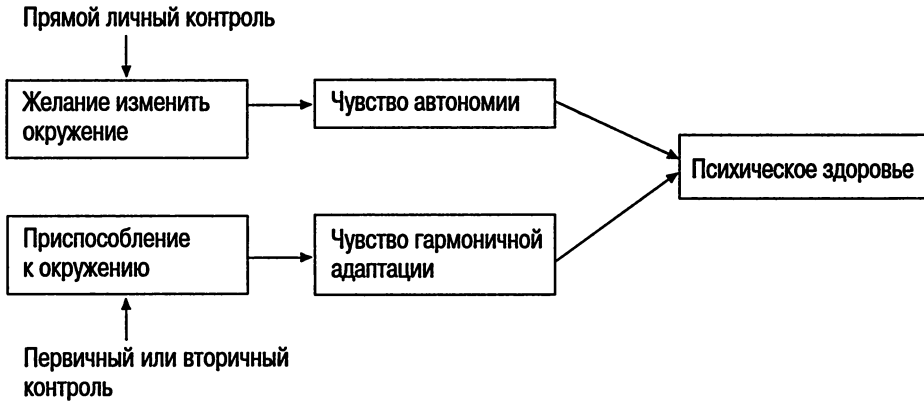 Прямой личный контроль
Желание изменить
окружение
Чувство автономии
Психическое здоровье
Приспособление
к окружению
Чувство гармоничной
адаптации
Первичный или вторичный
контроль